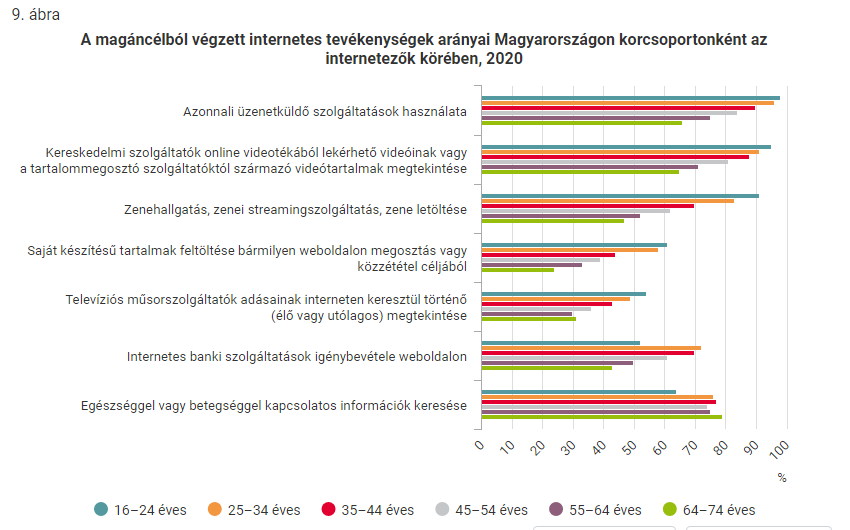 9. ábra
A magáncélból végzett internetes tevékenységek arányai Magyarországon korcsoportonként az
internetezők körében, 2020
Azonnali üzenetküldő szolgáltatások használata
Kereskedelmi szolgáltatók online videotékából lekérhető videóinak vagy
a tartalommegosztó szolgáltatóktól származó videótartalmak megtekintése
Zenehallgatás, zenei streamingszolgáltatás, zene letöltése
Saját készítésű tartalmak feltöltése bármilyen weboldalon megosztás vagy
közzététel céljából
Televíziós műsorszolgáltatók adásainak interneten keresztül történő
(élő vagy utólagos) megtekintése
Internetes banki szolgáltatások igénybevétele weboldalon
Egészséggel vagy betegséggel kapcsolatos információk keresése
0 10 20 30 40 50 60 70 80 90 100
%
16–24 éves 25–34 éves 35–44 éves 45–54 éves 55–64 éves 64–74 éves